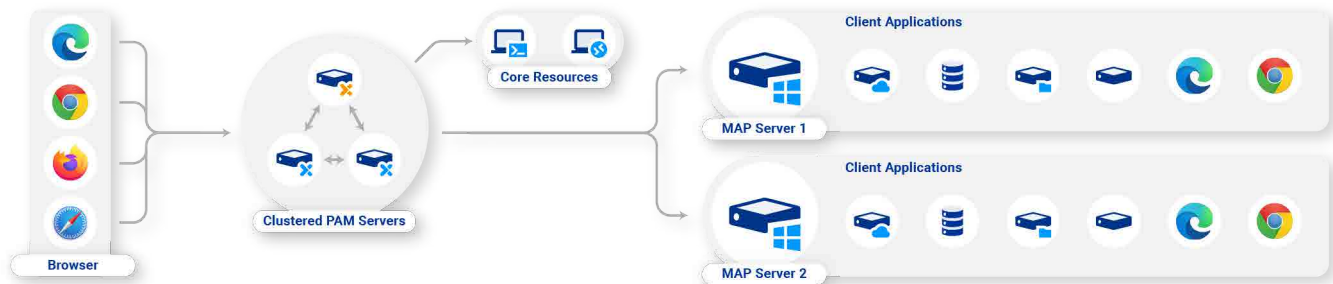 Client Applications
Core Resources
MAP Server 1
Client Applications
Clustered PAM Servers
Browser
MAP Server 2